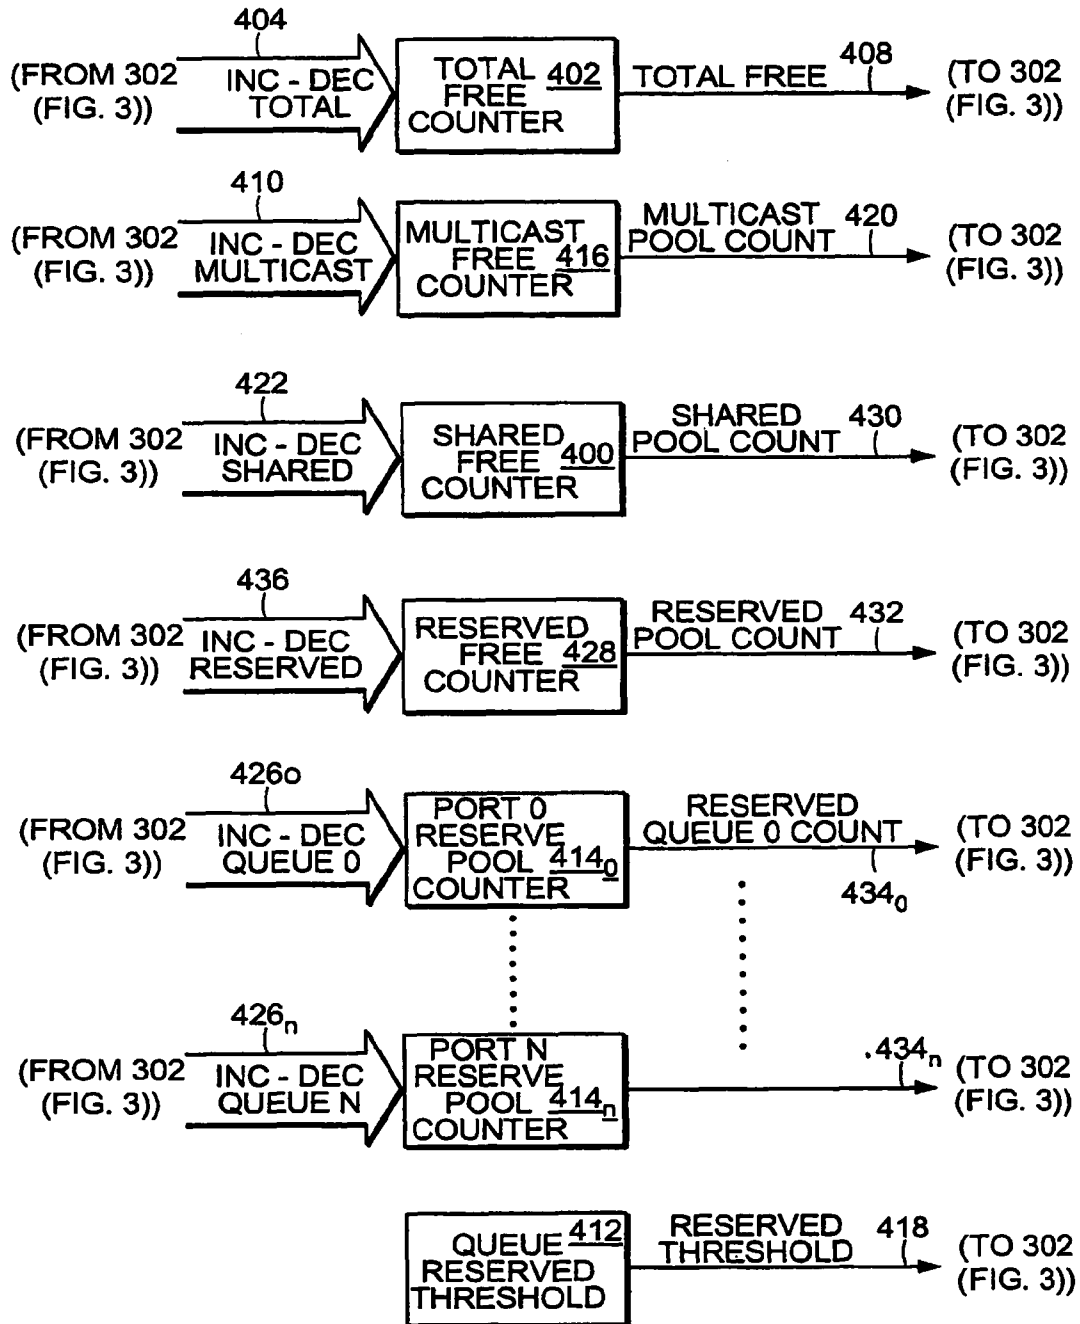 404
(FROM 302
(FIG. 3))
INC - DEC
TOTAL
TOTAL
FREE 402
COUNTER
TOTAL FREE
408
(TO 302
(FIG. 3))
410
(FROM 302
(FIG. 3))
INC - DEC
MULTICAST
MULTICAST
FREE 416
COUNTER
MULTICAST
POOL COUNT
420
(TO 302
(FIG. 3))
422
(FROM 302
(FIG. 3))
INC - DEC
SHARED
SHARED
FREE 400
COUNTER
SHARED
POOL COUNT
430
(TO 302
(FIG. 3))
436
(FROM 302
(FIG. 3))
INC - DEC
RESERVED
RESERVED
FREE 428
COUNTER
RESERVED
POOL COUNT
432
(TO 302
(FIG. 3))
426o
(FROM 302
(FIG. 3))
INC - DEC
QUEUE 0
PORT 0
RESERVE
POOL 414₀
COUNTER
RESERVED
QUEUE 0 COUNT
434₀
(TO 302
(FIG. 3))
426ₙ
(FROM 302
(FIG. 3))
INC - DEC
QUEUE N
PORT N
RESERVE
POOL 414ₙ
COUNTER
.434ₙ
(TO 302
(FIG. 3))
QUEUE 412
RESERVED
THRESHOLD
RESERVED
THRESHOLD
418
(TO 302
(FIG. 3))